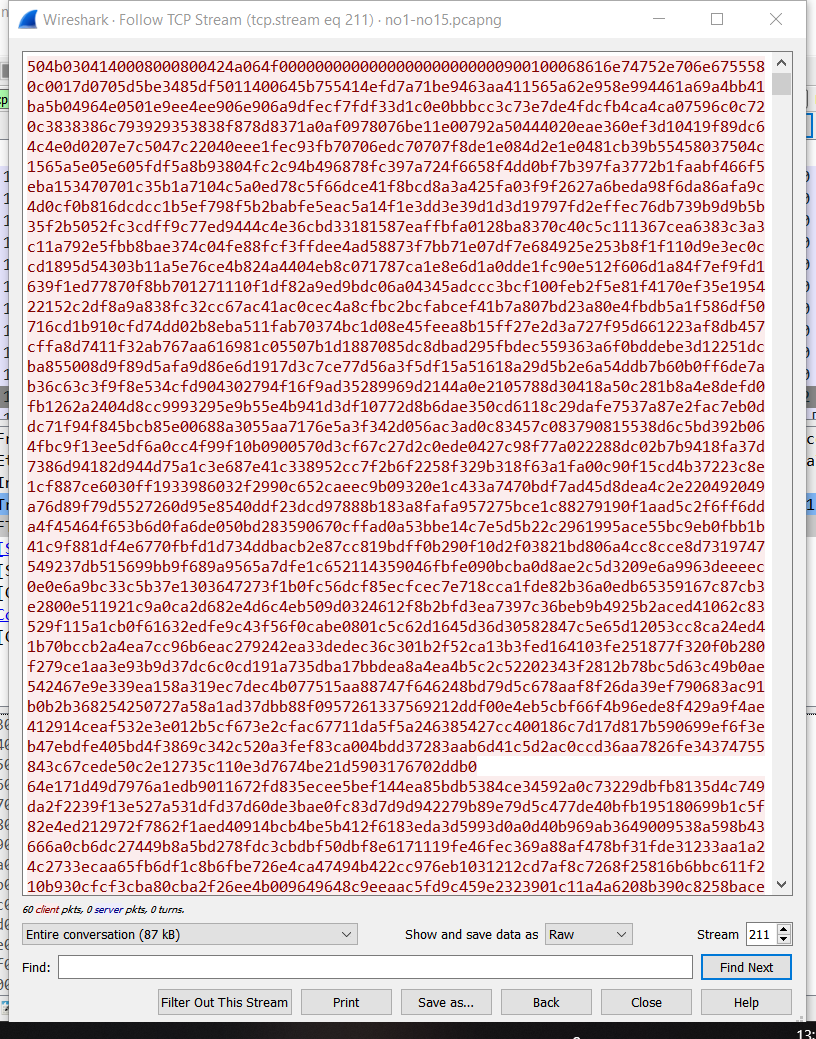 Wireshark · Follow TCP Stream (tcp.stream eq 211) · no1-no15.pcapng
504b0304140008000800424a064f0000000000000000000000000900100068616e74752e706e675558
0c0017d0705d5be3485df5011400645b755414efd7a71be9463aa411565a62e958e994461a69a4bb41
ba5b04964e0501e9ee4ee906e906a9dfecf7fdf33d1c0e0bbbcc3c73e7de4fdcfb4ca4ca07596c0c72
0c3838386c793929353838f878d8371a0af0978076be11e00792a50444020eae360ef3d10419f89dc6
4c4e0d0207e7c5047c22040eee1fec93fb70706edc70707f8de1e084d2e1e0481cb39b55458037504c
1565a5e05e605fdf5a8b93804fc2c94b496878fc397a724f6658f4dd0bf7b397fa3772b1faabf466f5
eba153470701c35b1a7104c5a0ed78c5f66dce41f8bcd8a3a425fa03f9f2627a6beda98f6da86afa9c
4d0cf0b816dcdcc1b5ef798f5b2babfe5eac5a14f1e3dd3e39d1d3d19797fd2effec76db739b9d9b5b
35f2b5052fc3cdff9c77ed9444c4e36cbd33181587eaffbfa0128ba8370c40c5c111367cea6383c3a3
c11a792e5fbb8bae374c04fe88fcf3ffdee4ad58873f7bb71e07df7e684925e253b8f1f110d9e3ec0c
cd1895d54303b11a5e76ce4b824a4404eb8c071787ca1e8e6d1a0dde1fc90e512f606d1a84f7ef9fd1
639f1ed77870f8bb701271110f1df82a9ed9bdc06a04345adccc3bcf100feb2f5e81f4170ef35e1954
22152c2df8a9a838fc32cc67ac41ac0cec4a8cfbc2bcfabcef41b7a807bd23a80e4fbdb5a1f586df50
716cd1b910cfd74dd02b8eba511fab70374bc1d08e45feea8b15ff27e2d3a727f95d661223af8db457
cffa8d7411f32ab767aa616981c05507b1d1887085dc8dbad295fbdec559363a6f0bddebe3d12251dc
ba855008d9f89d5afa9d86e6d1917d3c7ce77d56a3f5df15a51618a29d5b2e6a54ddb7b60b0ff6de7a
b36c63c3f9f8e534cfd904302794f16f9ad35289969d2144a0e2105788d30418a50c281b8a4e8defd0
fb1262a2404d8cc9993295e9b55e4b941d3df10772d8b6dae350cd6118c29dafe7537a87e2fac7eb0d
dc71f94f845bcb85e00688a3055aa7176e5a3f342d056ac3ad0c83457c083790815538d6c5bd392b06
4fbc9f13ee5df6a0cc4f99f10b0900570d3cf67c27d2c0ede0427c98f77a022288dc02b7b9418fa37d
7386d94182d944d75a1c3e687e41c338952cc7f2b6f2258f329b318f63a1fa00c90f15cd4b37223c8e
1cf887ce6030ff1933986032f2990c652caeec9b09320e1c433a7470bdf7ad45d8dea4c2e220492049
a76d89f79d5527260d95e8540ddf23dcd97888b183a8fafa957275bce1c88279190f1aad5c2f6ff6dd
a4f45464f653b6d0fa6de050bd283590670cffad0a53bbe14c7e5d5b22c2961995ace55bc9eb0fbb1b
41c9f881df4e6770fbfd1d734ddbacb2e87cc819bdff0b290f10d2f03821bd806a4cc8cce8d7319747
549237db515699bb9f689a9565a7dfe1c652114359046fbfe090bcba0d8ae2c5d3209e6a9963deeeec
0e0e6a9bc33c5b37e1303647273f1b0fc56dcf85ecfcec7e718cca1fde82b36a0edb65359167c87cb3
e2800e511921c9a0ca2d682e4d6c4eb509d0324612f8b2bfd3ea7397c36beb9b4925b2aced41062c83
529f115a1cb0f61632edfe9c43f56f0cabe0801c5c62d1645d36d30582847c5e65d12053cc8ca24ed4
1b70bccb2a4ea7cc96b6eac279242ea33dedec36c301b2f52ca13b3fed164103fe251877f320f0b280
f279ce1aa3e93b9d37dc6c0cd191a735dba17bbdea8a4ea4b5c2c52202343f2812b78bc5d63c49b0ae
542467e9e339ea158a319ec7dec4b077515aa88747f646248bd79d5c678aaf8f26da39ef790683ac91
b0b2b368254250727a58a1ad37dbb88f0957261337569212ddf00e4eb5cbf66f4b96ede8f429a9f4ae
412914ceaf532e3e012b5cf673e2cfac67711da5f5a246385427cc400186c7d17d817b590699ef6f3e
b47ebdfe405bd4f3869c342c520a3fef83ca004bdd37283aab6d41c5d2ac0ccd36aa7826fe34374755
843c67cede50c2e12735c110e3d7674be21d5903176702ddb0
64e171d49d7976a1edb9011672fd835ecee5bef144ea85bdb5384ce34592a0c73229dbfb8135d4c749
da2f2239f13e527a531dfd37d60de3bae0fc83d7d9d942279b89e79d5c477de40bfb195180699b1c5f
82e4ed212972f7862f1aed40914bcb4be5b412f6183eda3d5993d0a0d40b969ab3649009538a598b43
666a0cb6dc27449b8a5bd278fdc3cbdbf50dbf8e6171119fe46fec369a88af478bf31fde31233aa1a2
4c2733ecaa65fb6df1c8b6fbe726e4ca47494b422cc976eb1031212cd7af8c7268f25816b6bbc611f2
10b930cfcf3cba80cba2f26ee4b009649648c9eeaac5fd9c459e2323901c11a4a6208b390c8258bace
60 client pkts, 0 server pkts, 0 turns.
Entire conversation (87 kB) Show and save data as Raw Stream 211
Find: Find Next
Filter Out This Stream Print Save as... Back Close Help
13: